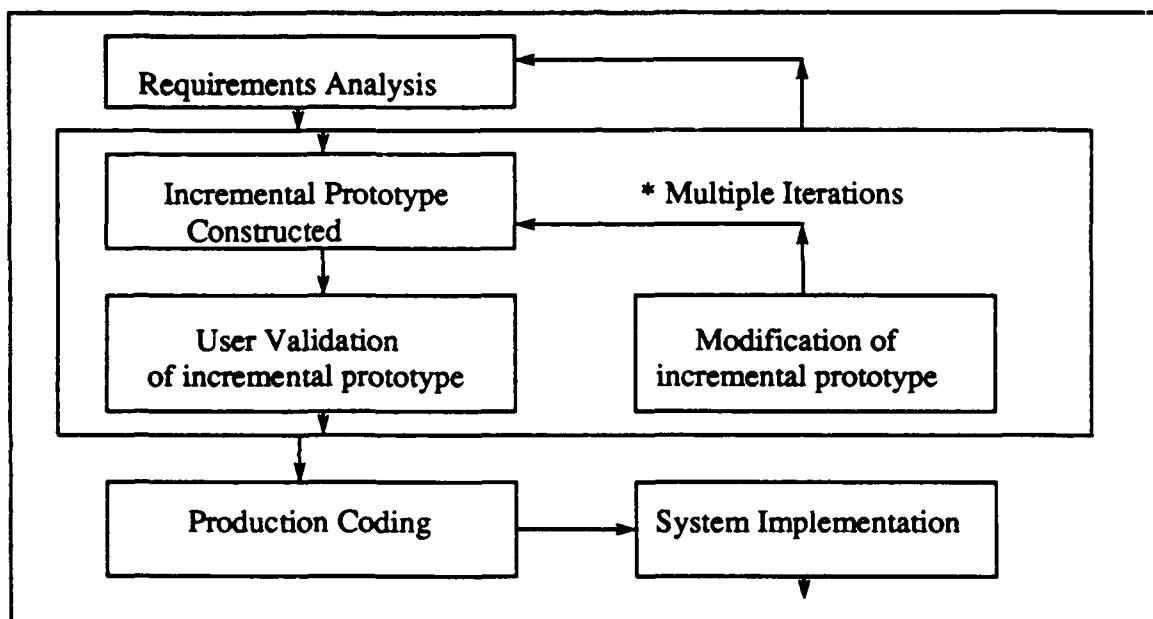 Requirements Analysis
Incremental Prototype
Constructed
* Multiple Iterations
User Validation
of incremental prototype
Modification of
incremental prototype
Production Coding
System Implementation